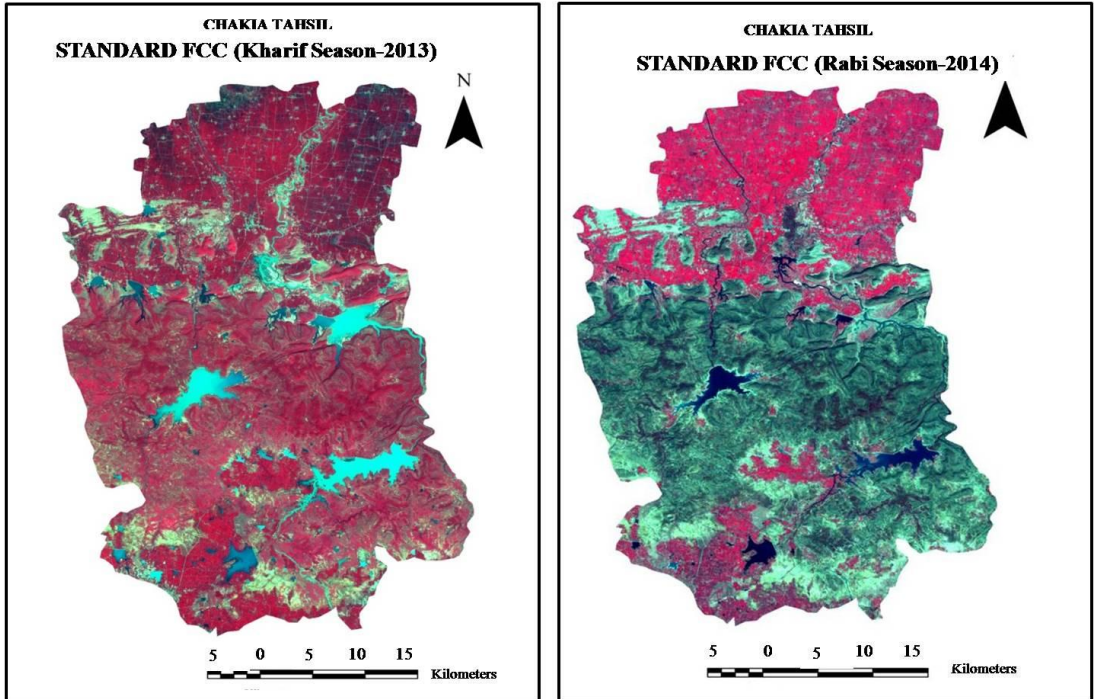 CHAKIA TAHSIL
STANDARD FCC (Kharif Season-2013)
N
5 0 5 10 15
Kilometers
CHAKIA TAHSIL
STANDARD FCC (Rabi Season-2014)
5 0 5 10 15
Kilometers